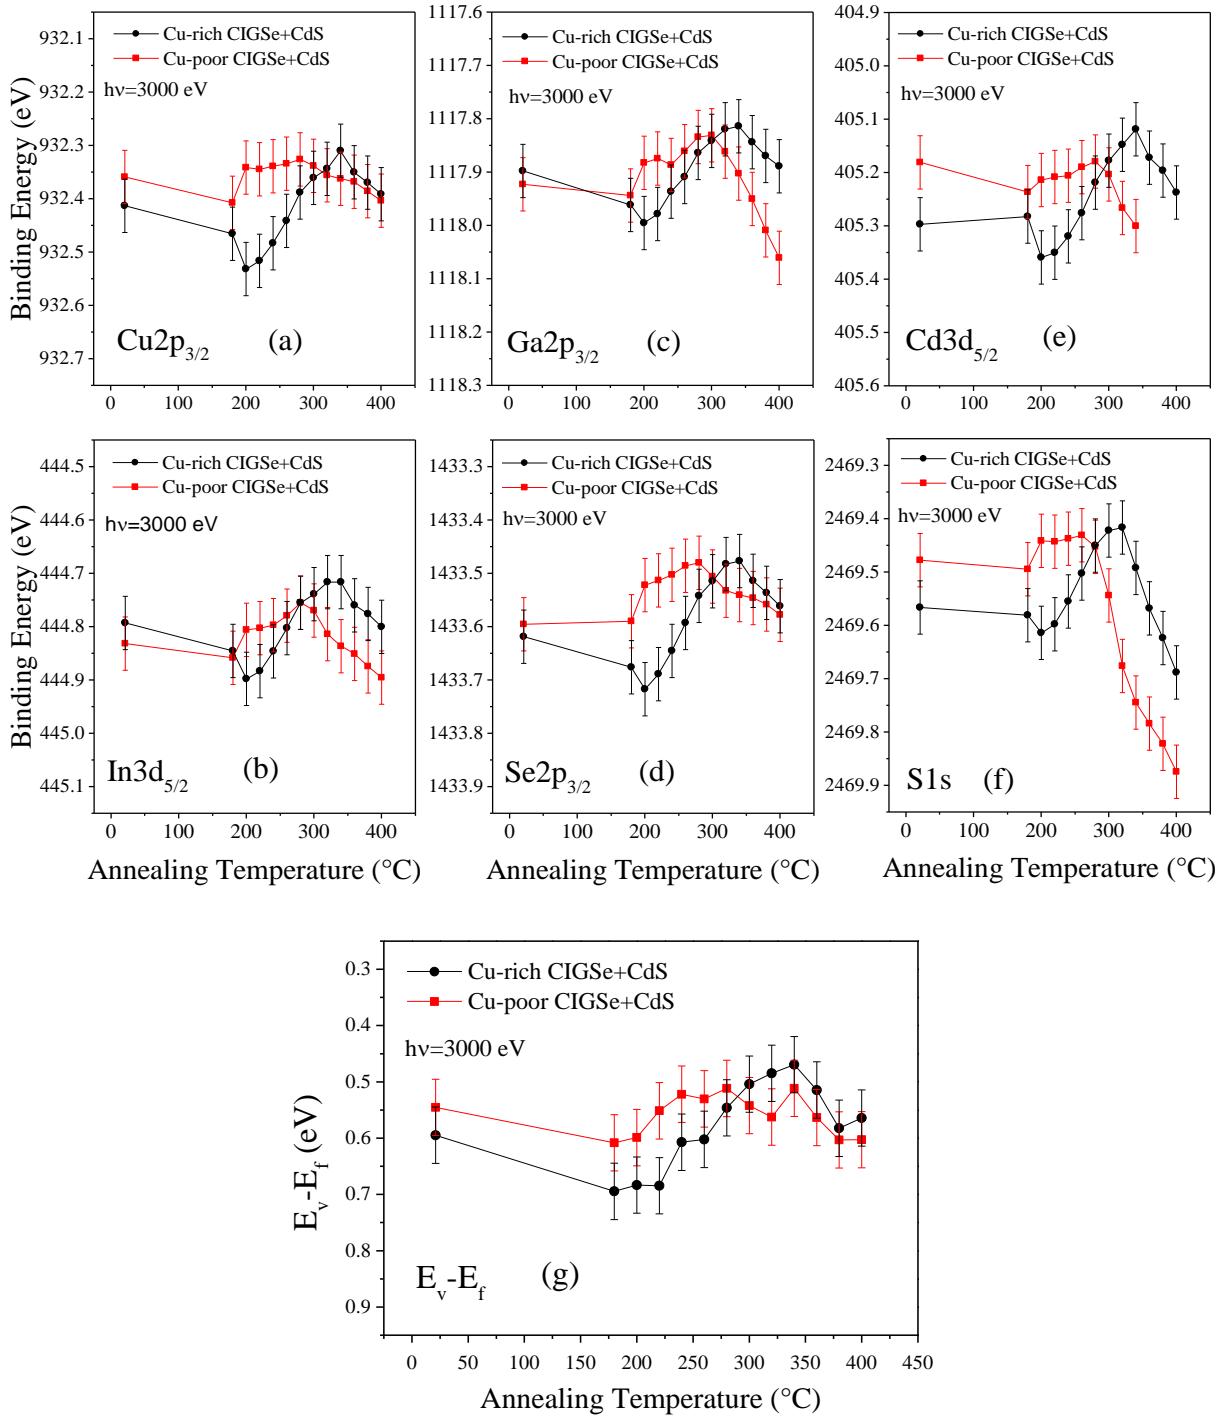 932.1
932.2
932.3
932.4
932.5
932.6
932.7
Binding Energy (eV)
Cu-rich CIGSe+CdS
Cu-poor CIGSe+CdS
hν=3000 eV
Cu2p3/2 (a)
0 100 200 300 400
1117.6
1117.7
1117.8
1117.9
1118.0
1118.1
1118.2
1118.3
Cu-rich CIGSe+CdS
Cu-poor CIGSe+CdS
hν=3000 eV
Ga2p3/2 (c)
0 100 200 300 400
404.9
405.0
405.1
405.2
405.3
405.4
405.5
405.6
Cu-rich CIGSe+CdS
Cu-poor CIGSe+CdS
hν=3000 eV
Cd3d5/2 (e)
0 100 200 300 400
444.5
444.6
444.7
444.8
444.9
445.0
445.1
Binding Energy (eV)
Cu-rich CIGSe+CdS
Cu-poor CIGSe+CdS
hν=3000 eV
In3d5/2 (b)
0 100 200 300 400
Annealing Temperature (°C)
1433.3
1433.4
1433.5
1433.6
1433.7
1433.8
1433.9
Cu-rich CIGSe+CdS
Cu-poor CIGSe+CdS
hν=3000 eV
Se2p3/2 (d)
0 100 200 300 400
Annealing Temperature (°C)
2469.3
2469.4
2469.5
2469.6
2469.7
2469.8
2469.9
Cu-rich CIGSe+CdS
Cu-poor CIGSe+CdS
hν=3000 eV
S1s (f)
0 100 200 300 400
Annealing Temperature (°C)
0.3
0.4
0.5
0.6
0.7
0.8
0.9
Ev-Ef (eV)
Cu-rich CIGSe+CdS
Cu-poor CIGSe+CdS
hν=3000 eV
Ev-Ef (g)
0 50 100 150 200 250 300 350 400 450
Annealing Temperature (°C)